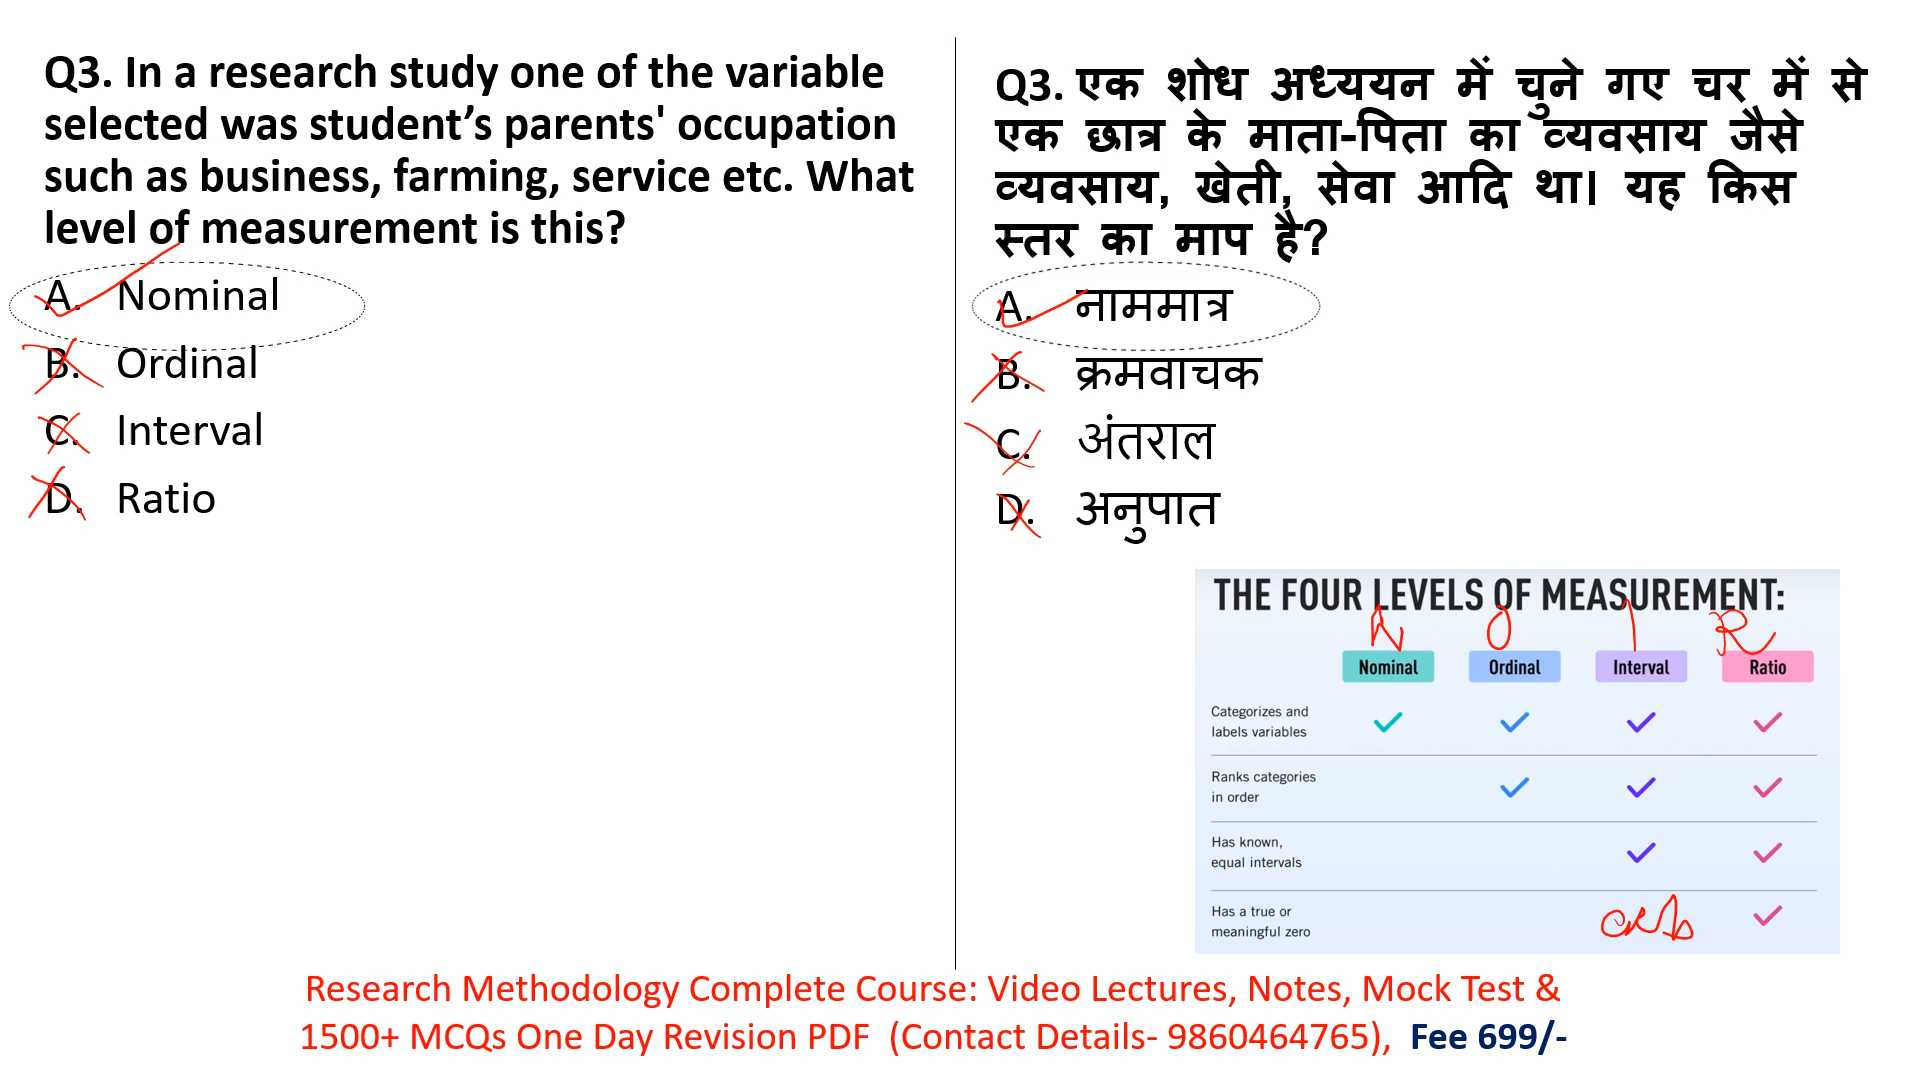 Q3. In a research study one of the variable
selected was student’s parents' occupation
such as business, farming, service etc. What
level of measurement is this?
A. Nominal
B. Ordinal
C. Interval
D. Ratio
Q3. एक शोध अध्ययन में चुने गए चर में से
एक छात्र के माता-पिता का व्यवसाय जैसे
व्यवसाय, खेती, सेवा आदि था। यह किस
स्तर का माप है?
A. नाममात्र
B. क्रमवाचक
C. अंतराल
D. अनुपात
THE FOUR LEVELS OF MEASUREMENT:
N O I R
Nominal Ordinal Interval Ratio
Categorizes and
labels variables
Ranks categories
in order
Has known,
equal intervals
Has a true or
meaningful zero
Research Methodology Complete Course: Video Lectures, Notes, Mock Test &
1500+ MCQs One Day Revision PDF (Contact Details- 9860464765), Fee 699/-